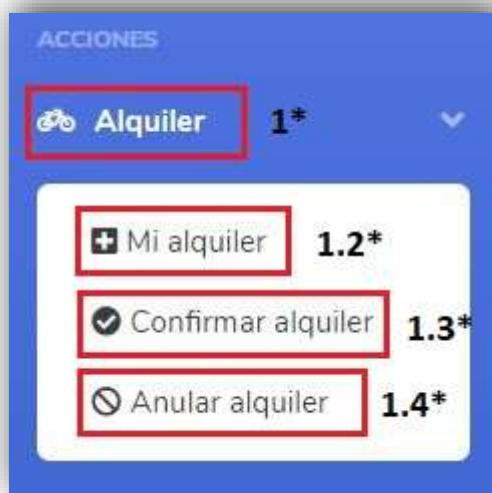 ACCIONES
Alquiler 1*
Mi alquiler 1.2*
Confirmar alquiler 1.3*
Anular alquiler 1.4*